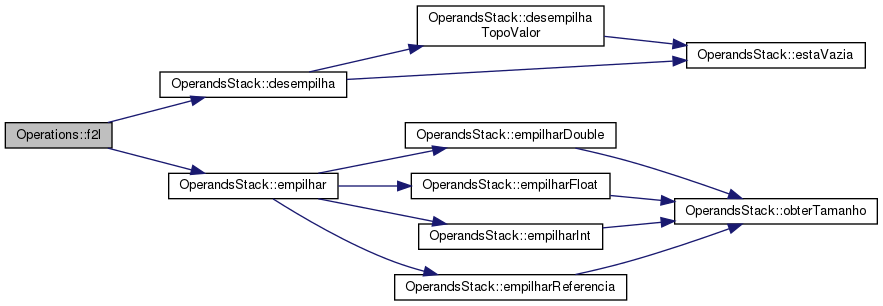 OperandsStack::desempilha
TopoValor
OperandsStack::estaVazia
OperandsStack::desempilha
Operations::f2l
OperandsStack::empilharDouble
OperandsStack::empilhar
OperandsStack::empilharFloat
OperandsStack::obterTamanho
OperandsStack::empilharInt
OperandsStack::empilharReferencia